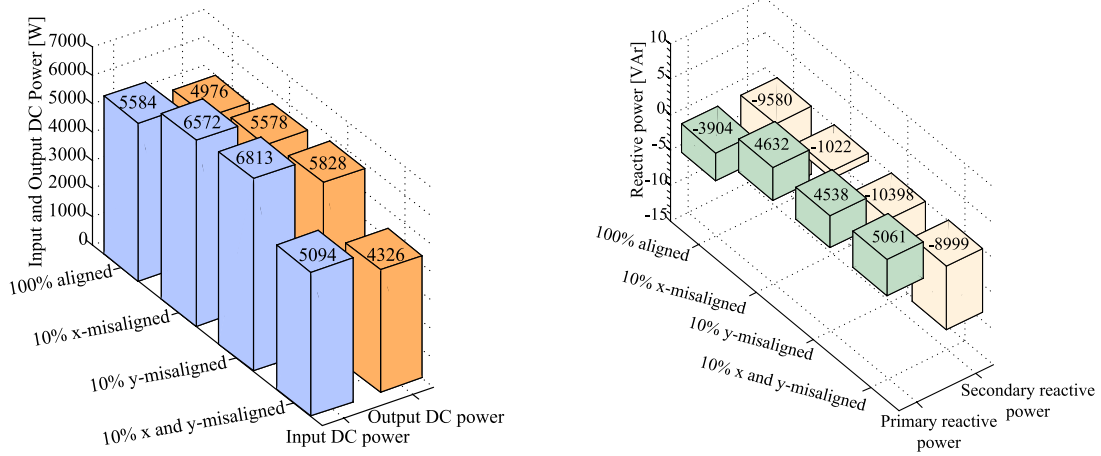 Input and Output DC Power [W]
7000
6000
5000
4000
3000
2000
1000
0
5584
4976
6572
5578
6813
5828
5094
4326
100% aligned
10% x-misaligned
10% y-misaligned
10% x and y-misaligned
Input DC power
Output DC power
Reactive power [VAr]
10
5
0
-5
-10
-15
-3904
-9580
4632
-1022
4538
-10398
5061
-8999
100% aligned
10% x-misaligned
10% y-misaligned
10% x and y-misaligned
Primary reactive
power
Secondary reactive
power